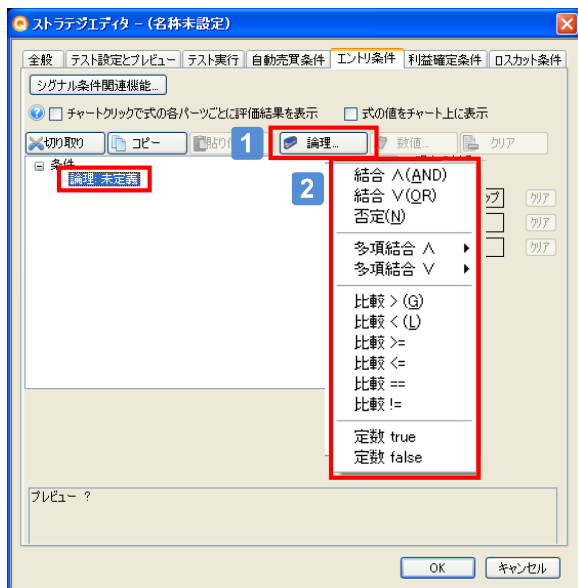 ストラテジエディタ - (名称未設定)
全般 テスト設定とプレビュー テスト実行 自動売買条件 エントリ条件 利益確定条件 ロスカット条件
シグナル条件関連機能...
チャートクリックで式の各パーツごとに評価結果を表示 式の値をチャート上に表示
切り取り コピー 1 論理... 数値... クリア
条件
論理 未定義
2
結合 ∧(AND)
結合 ∨(OR)
否定(N)
多項結合 ∧
多項結合 ∨
比較 > (G)
比較 < (L)
比較 >=
比較 <=
比較 ==
比較 !=
定数 true
定数 false
クリア
クリア
クリア
プレビュー ?
OK キャンセル